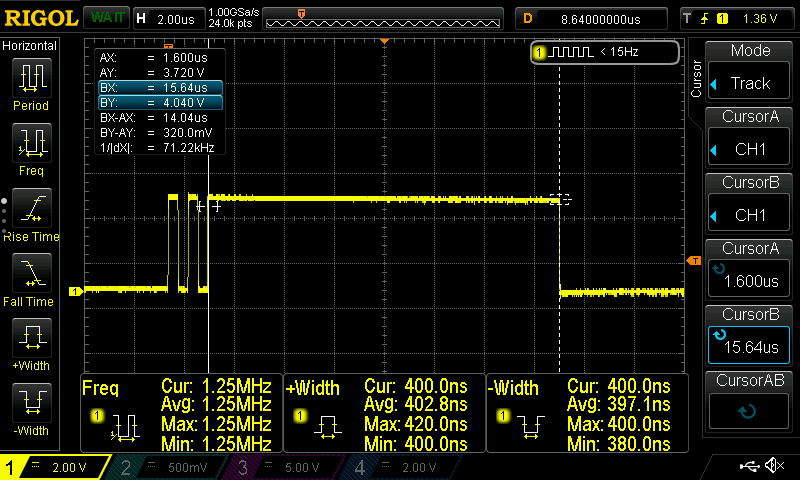 RIGOL WAIT H 2.00us 1.00GSa/s 24.0k pts T D 8.64000000us T 1 1.36 V
Horizontal
Period
Freq
Rise Time
Fall Time
+Width
-Width
T
AX: = 1.600us
AY: = 3.720 V
BX: = 15.64us
BY: = 4.040 V
BX-AX: = 14.04us
BY-AY: = 320.0mV
1/|dX|: = 71.22kHz
1 < 15Hz
T
1
Cursor
Mode
Track
CursorA
CH1
CursorB
CH1
CursorA
1.600us
CursorB
15.64us
CursorAB
Freq
1
Cur: 1.25MHz
Avg: 1.25MHz
Max: 1.25MHz
Min: 1.25MHz
+Width
1
Cur: 400.0ns
Avg: 402.8ns
Max: 420.0ns
Min: 400.0ns
-Width
1
Cur: 400.0ns
Avg: 397.1ns
Max: 400.0ns
Min: 380.0ns
1 = 2.00 V 2 = 500mV 3 = 5.00 V 4 = 2.00 V